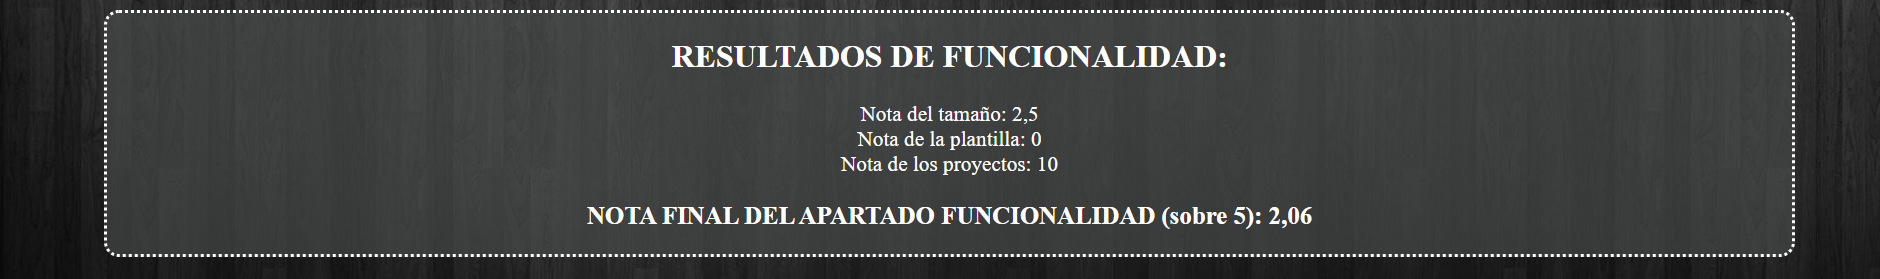 RESULTADOS DE FUNCIONALIDAD:
Nota del tamaño: 2,5
Nota de la plantilla: 0
Nota de los proyectos: 10
NOTA FINAL DEL APARTADO FUNCIONALIDAD (sobre 5): 2,06